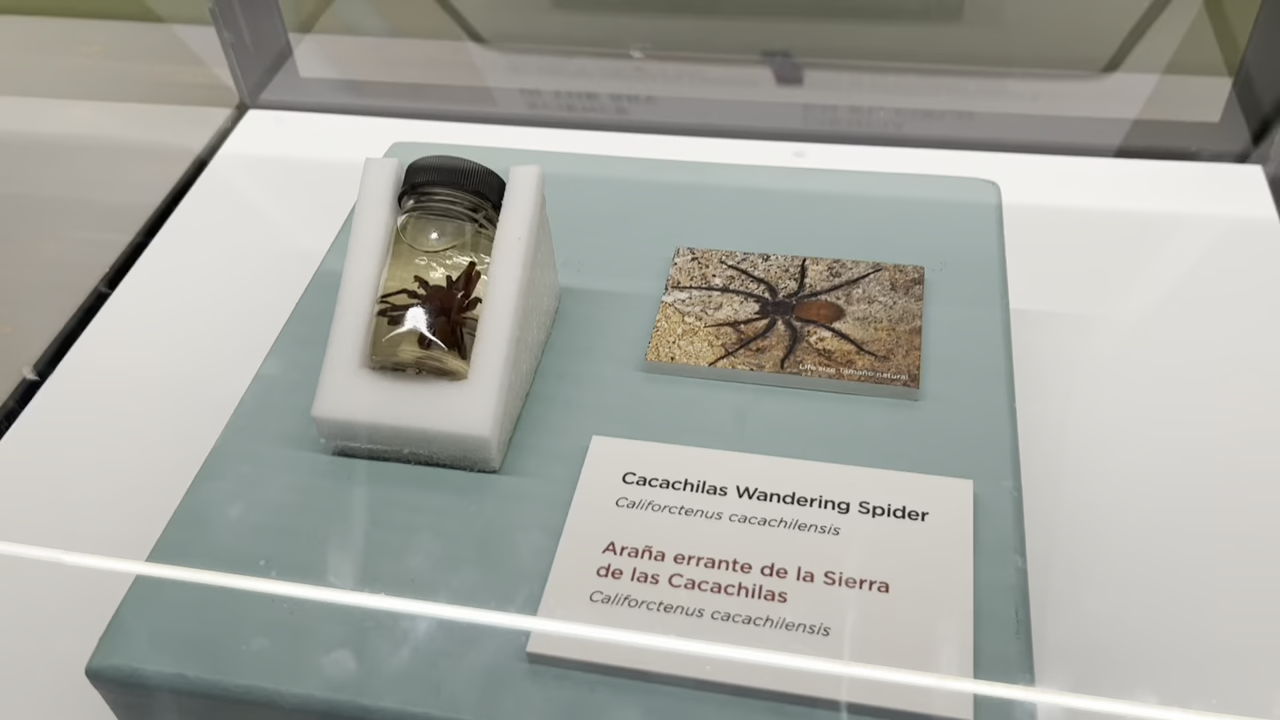 Life size Tamaño natural
Cacachilas Wandering Spider
Califorctenus cacachilensis
Araña errante de la Sierra
de las Cacachilas
Califorctenus cacachilensis